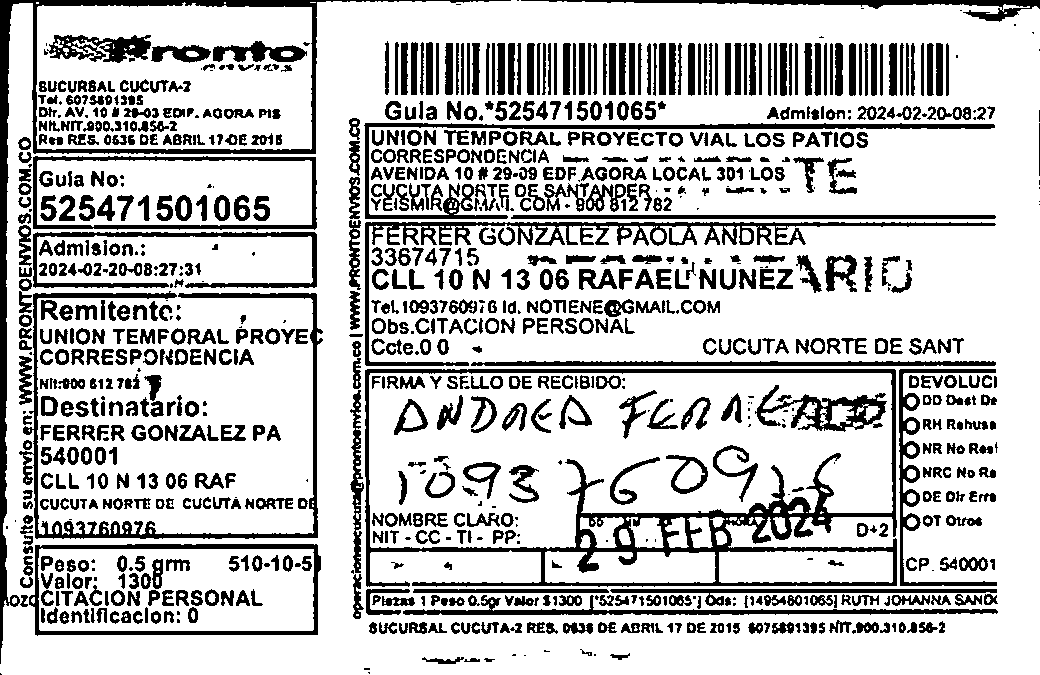 Pronto
ENVIOS
SUCURSAL CUCUTA-2
Tel. 6075891395
Dir. AV. 10 # 29-03 EDIF. AGORA PIS
Nit.NIT.900.310.856-2
Res RES. 0636 DE ABRIL 17 DE 2015
Guia No:
525471501065
Admision.:
2024-02-20-08:27:31
Remitente:
UNION TEMPORAL PROYEC
CORRESPONDENCIA
Nit:900 612 782
Destinatario:
FERRER GONZALEZ PA
540001
CLL 10 N 13 06 RAF
CUCUTA NORTE DE CUCUTA NORTE DE
1093760976
Peso: 0.5 grm 510-10-51
Valor: 1300
CITACION PERSONAL
Identificacion: 0
Consulte su envio en: WWW.PRONTOENVIOS.COM.CO
operacionescucuta@prontoenvios.com.co | WWW.PRONTOENVIOS.COM.CO
Guia No.*525471501065*
Admision: 2024-02-20-08:27
UNION TEMPORAL PROYECTO VIAL LOS PATIOS
CORRESPONDENCIA
AVENIDA 10 # 29-09 EDF AGORA LOCAL 301 LOS
TE
CUCUTA NORTE DE SANTANDER
YEISMIR@GMAIL.COM - 900 612 782
FERRER GONZALEZ PAOLA ANDREA
33674715
CLL 10 N 13 06 RAFAEL NUNEZ
ARIO
Tel.1093760976 Id. NOTIENE@GMAIL.COM
Obs.CITACION PERSONAL
Ccte.0 0
CUCUTA NORTE DE SANT
FIRMA Y SELLO DE RECIBIDO:
ANDREA FERRE
1093760976
NOMBRE CLARO:
NIT - CC - TI - PP:
29 FEB 2024
D+2
DEVOLUCI
DD Dest De
RH Rehusa
NR No Resi
NRC No Re
DE Dir Erra
OT Otros
CP. 540001
Piezas 1 Peso 0.5gr Valor $1300 [*525471501065*] Ods: [14954601065] RUTH JOHANNA SANDO
SUCURSAL CUCUTA-2 RES. 0636 DE ABRIL 17 DE 2015 6075891395 NIT.900.310.856-2